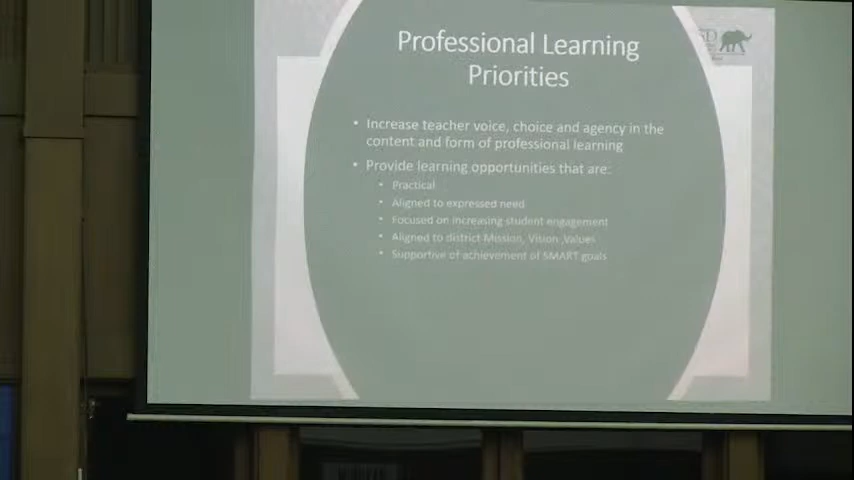 Professional Learning
Priorities
• Increase teacher voice, choice and agency in the
content and form of professional learning
• Provide learning opportunities that are:
• Practical
• Aligned to expressed need
• Focused on increasing student engagement
• Aligned to district Mission, Vision ,Values
• Supportive of achievement of SMART goals